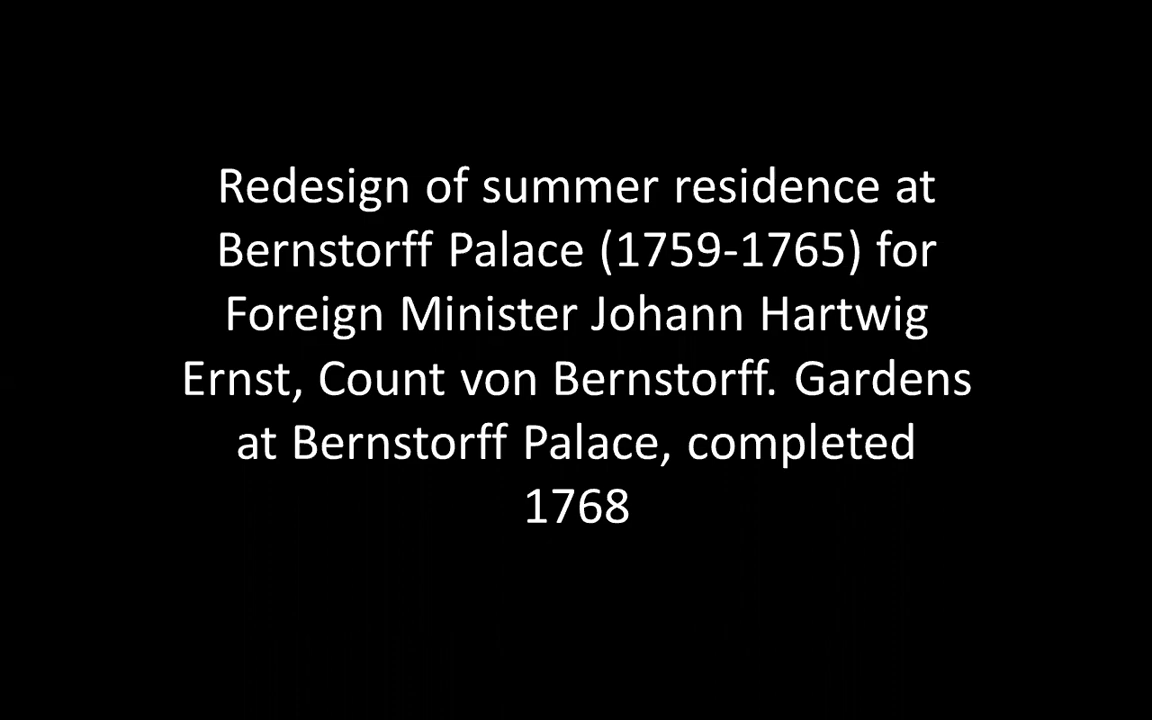 Redesign of summer residence at
Bernstorff Palace (1759-1765) for
Foreign Minister Johann Hartwig
Ernst, Count von Bernstorff. Gardens
at Bernstorff Palace, completed
1768